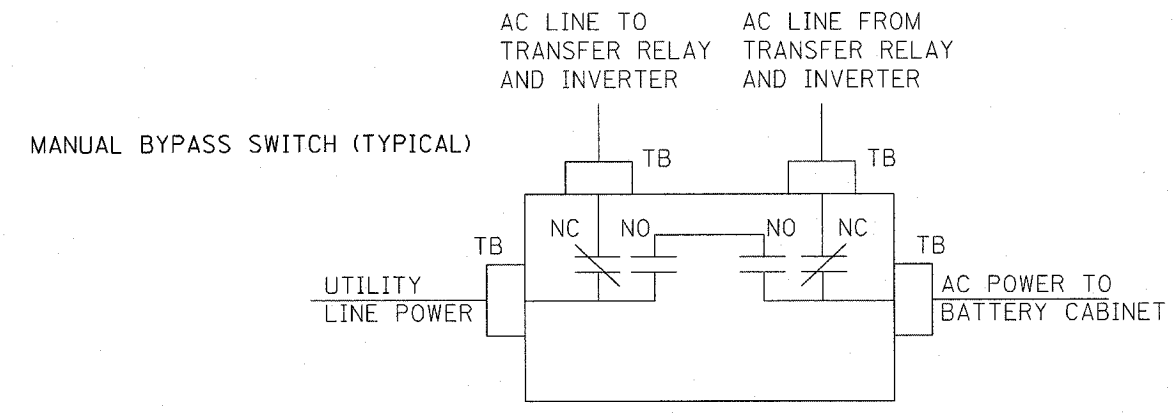 AC LINE TO
TRANSFER RELAY
AND INVERTER
AC LINE FROM
TRANSFER RELAY
AND INVERTER
MANUAL BYPASS SWITCH (TYPICAL)
TB
TB
NC
NO
NO
NC
TB
TB
UTILITY
LINE POWER
AC POWER TO
BATTERY CABINET